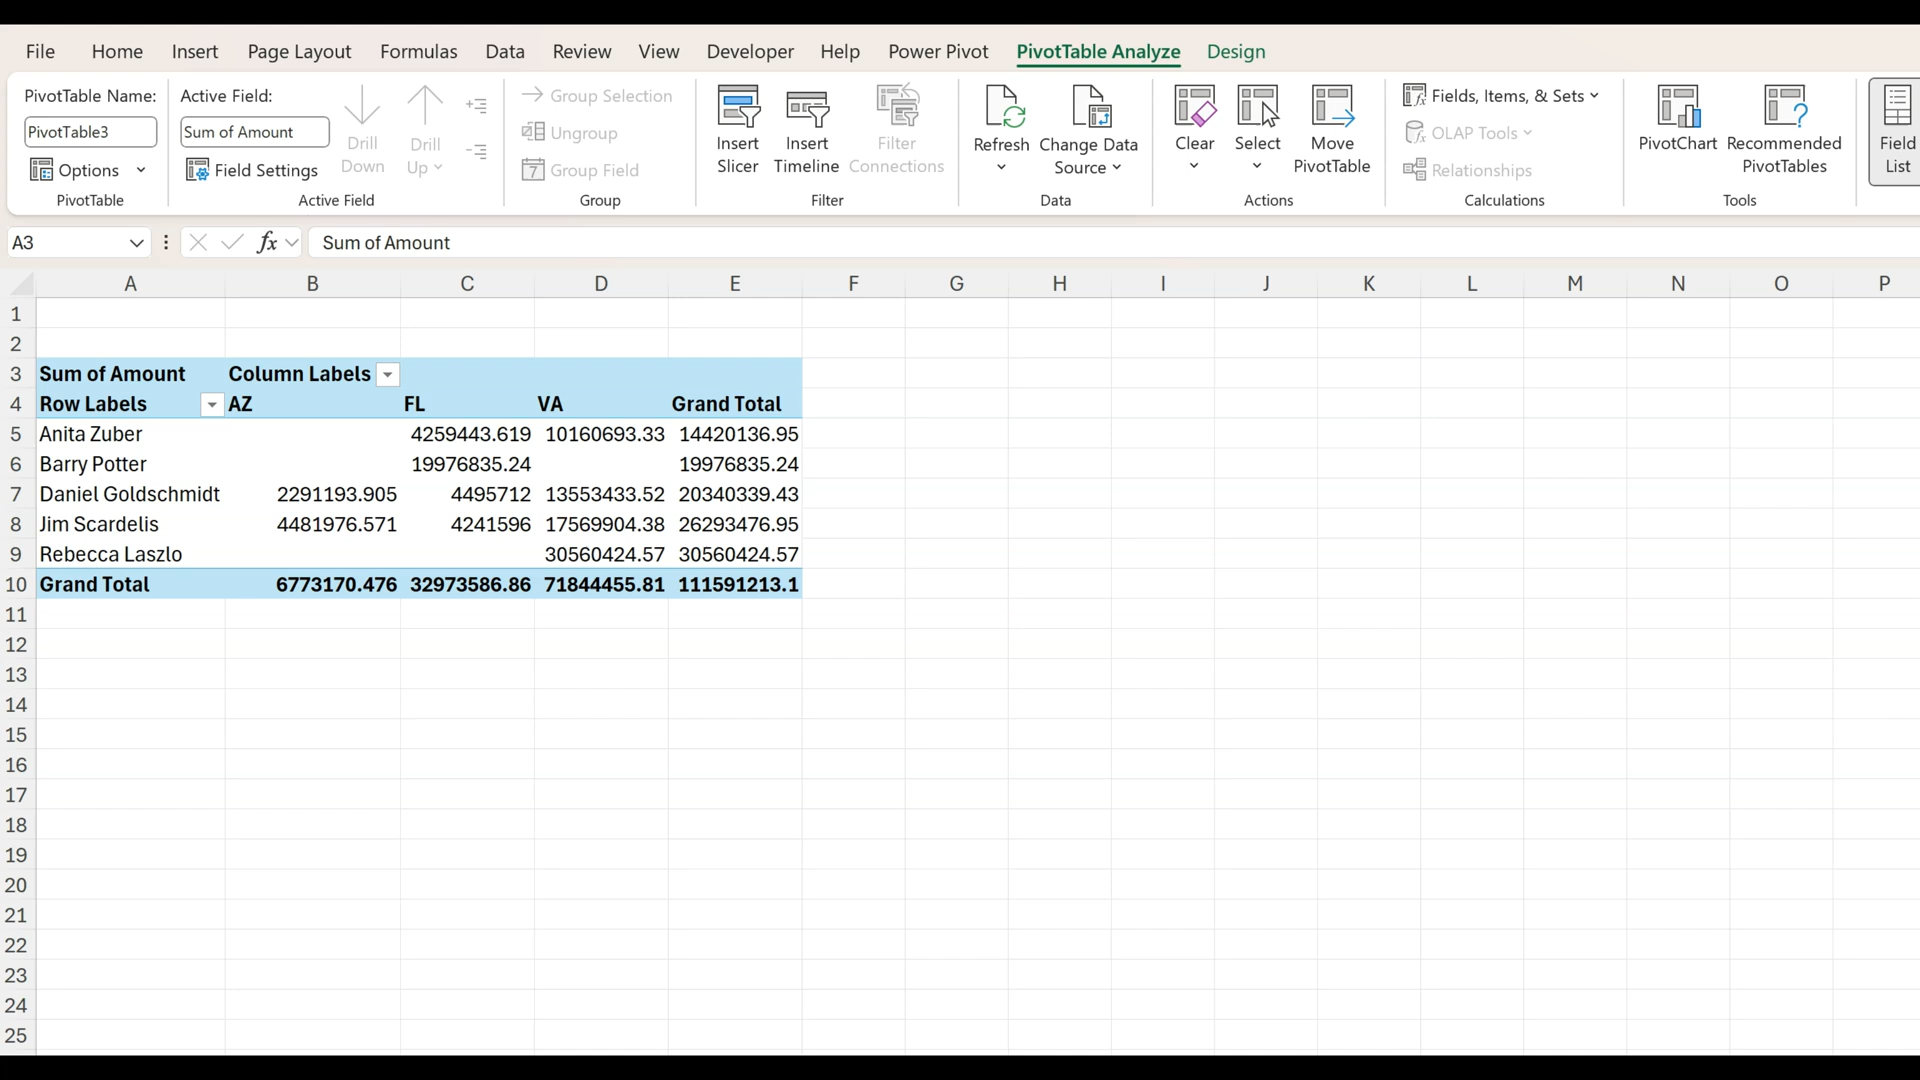 File Home Insert Page Layout Formulas Data Review View Developer Help Power Pivot PivotTable Analyze Design
PivotTable Name:
PivotTable3
Options
PivotTable
Active Field:
Sum of Amount
Field Settings
Drill
Down
Drill
Up
Active Field
Group Selection
Ungroup
7 Group Field
Group
Insert
Slicer
Insert
Timeline
Filter
Connections
Filter
Refresh
Change Data
Source
Data
Clear
Select
Move
PivotTable
Actions
Fields, Items, & Sets
OLAP Tools
Relationships
Calculations
PivotChart
Recommended
PivotTables
Tools
Field
List
A3 fx Sum of Amount
A B C D E F G H I J K L M N O P
1
2
3 Sum of Amount Column Labels
4 Row Labels AZ FL VA Grand Total
5 Anita Zuber 4259443.619 10160693.33 14420136.95
6 Barry Potter 19976835.24 19976835.24
7 Daniel Goldschmidt 2291193.905 4495712 13553433.52 20340339.43
8 Jim Scardelis 4481976.571 4241596 17569904.38 26293476.95
9 Rebecca Laszlo 30560424.57 30560424.57
10 Grand Total 6773170.476 32973586.86 71844455.81 111591213.1
11
12
13
14
15
16
17
18
19
20
21
22
23
24
25